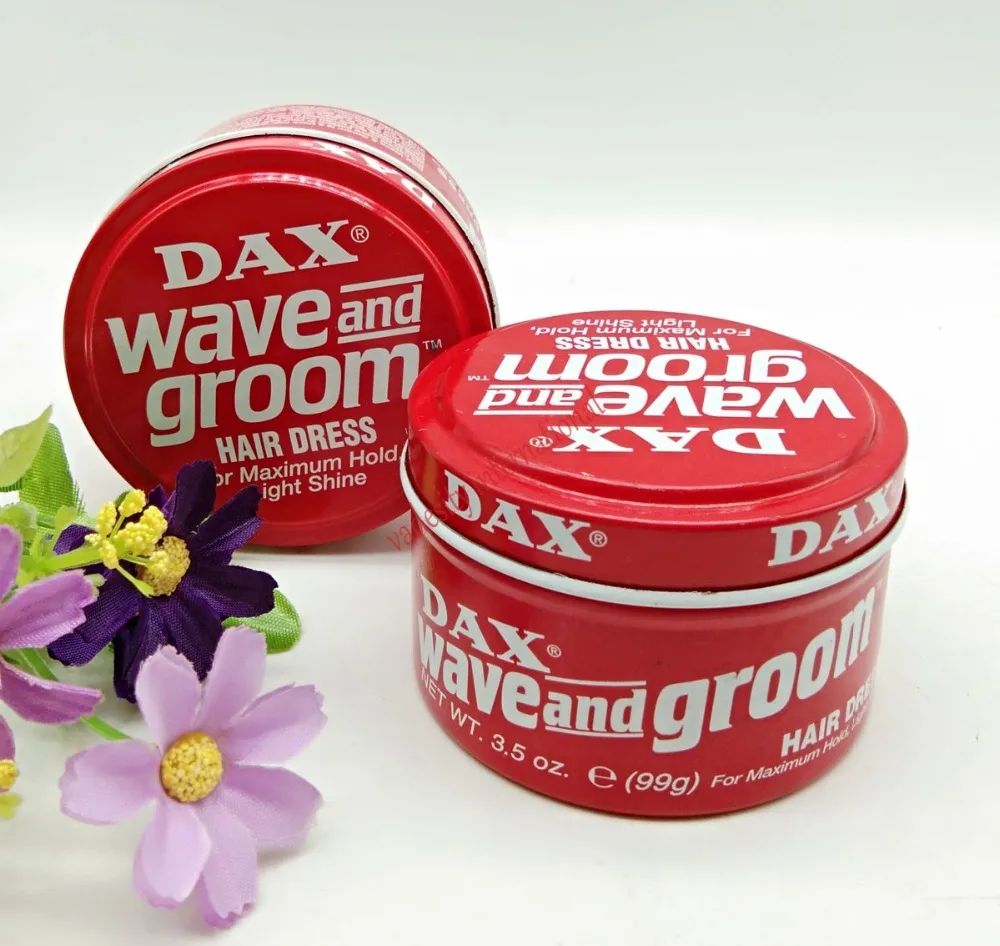 DAX®
wave and
groom™
HAIR DRESS
For Maximum Hold,
Light Shine
DAX®
wave and
groom™
HAIR DRESS
For Maximum Hold,
Light Shine
DAX®
DAX
DAX®
wave and groom
NET WT. 3.5 oz. ℮ (99g)
HAIR DRE
For Maximum Hold,